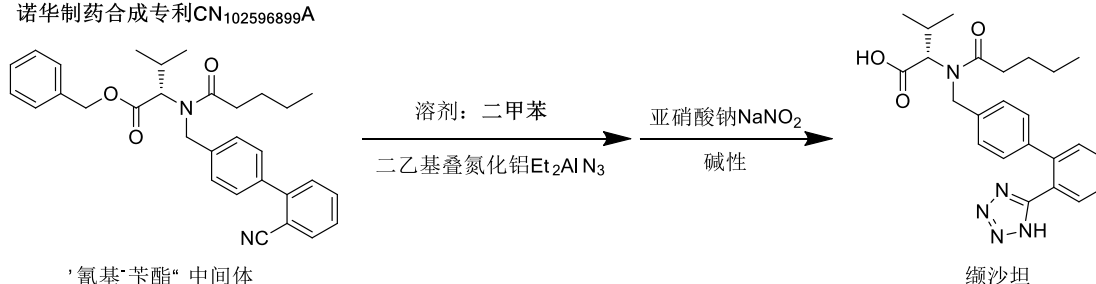 诺华制药合成专利CN102596899A
O
O
O
N
NC
溶剂：二甲苯
二乙基叠氮化铝Et2AlN3
亚硝酸钠NaNO2
碱性
HO
O
O
N
N
N
N
NH
'氰基-苄酯“ 中间体
缬沙坦